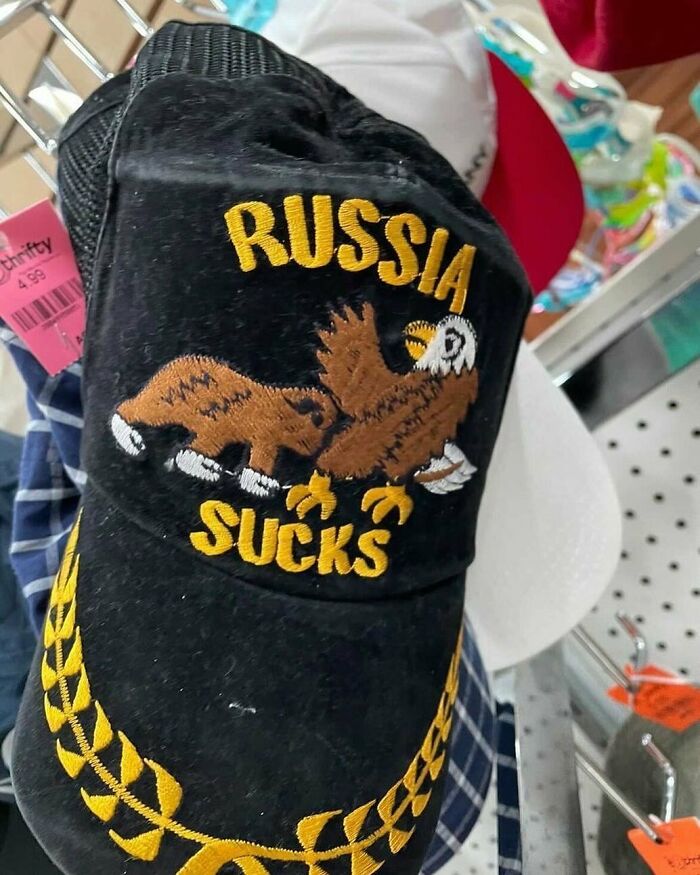 RUSSIA
SUCKS
thrifty
4.99